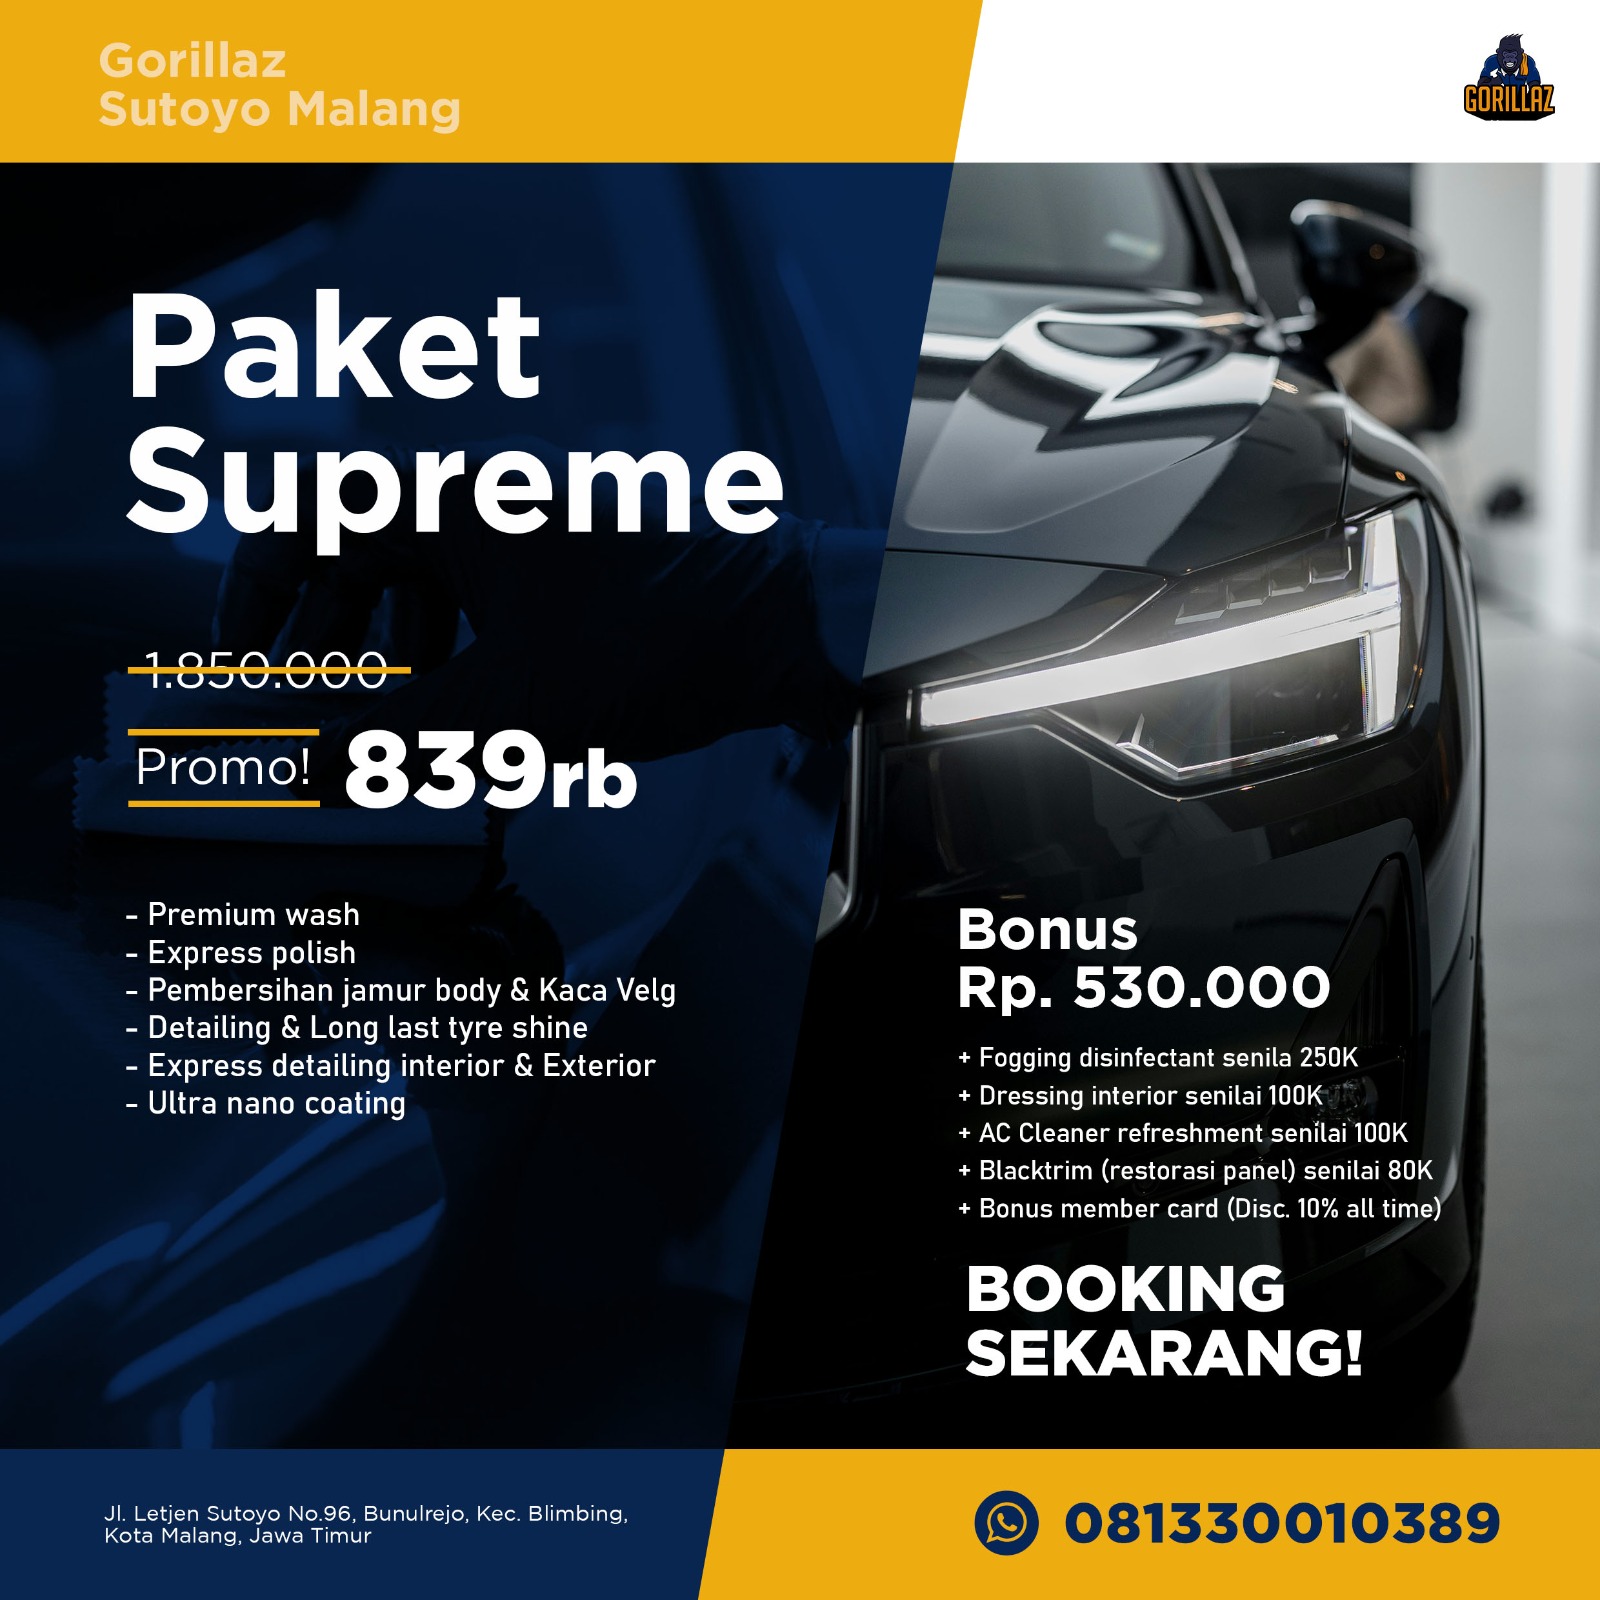 Gorillaz
Sutoyo Malang
GORILLAZ
Paket
Supreme
1.850.000
Promo! 839rb
- Premium wash
- Express polish
- Pembersihan jamur body & Kaca Velg
- Detailing & Long last tyre shine
- Express detailing interior & Exterior
- Ultra nano coating
Bonus
Rp. 530.000
+ Fogging disinfectant senila 250K
+ Dressing interior senilai 100K
+ AC Cleaner refreshment senilai 100K
+ Blacktrim (restorasi panel) senilai 80K
+ Bonus member card (Disc. 10% all time)
BOOKING
SEKARANG!
Jl. Letjen Sutoyo No.96, Bunulrejo, Kec. Blimbing,
Kota Malang, Jawa Timur
081330010389